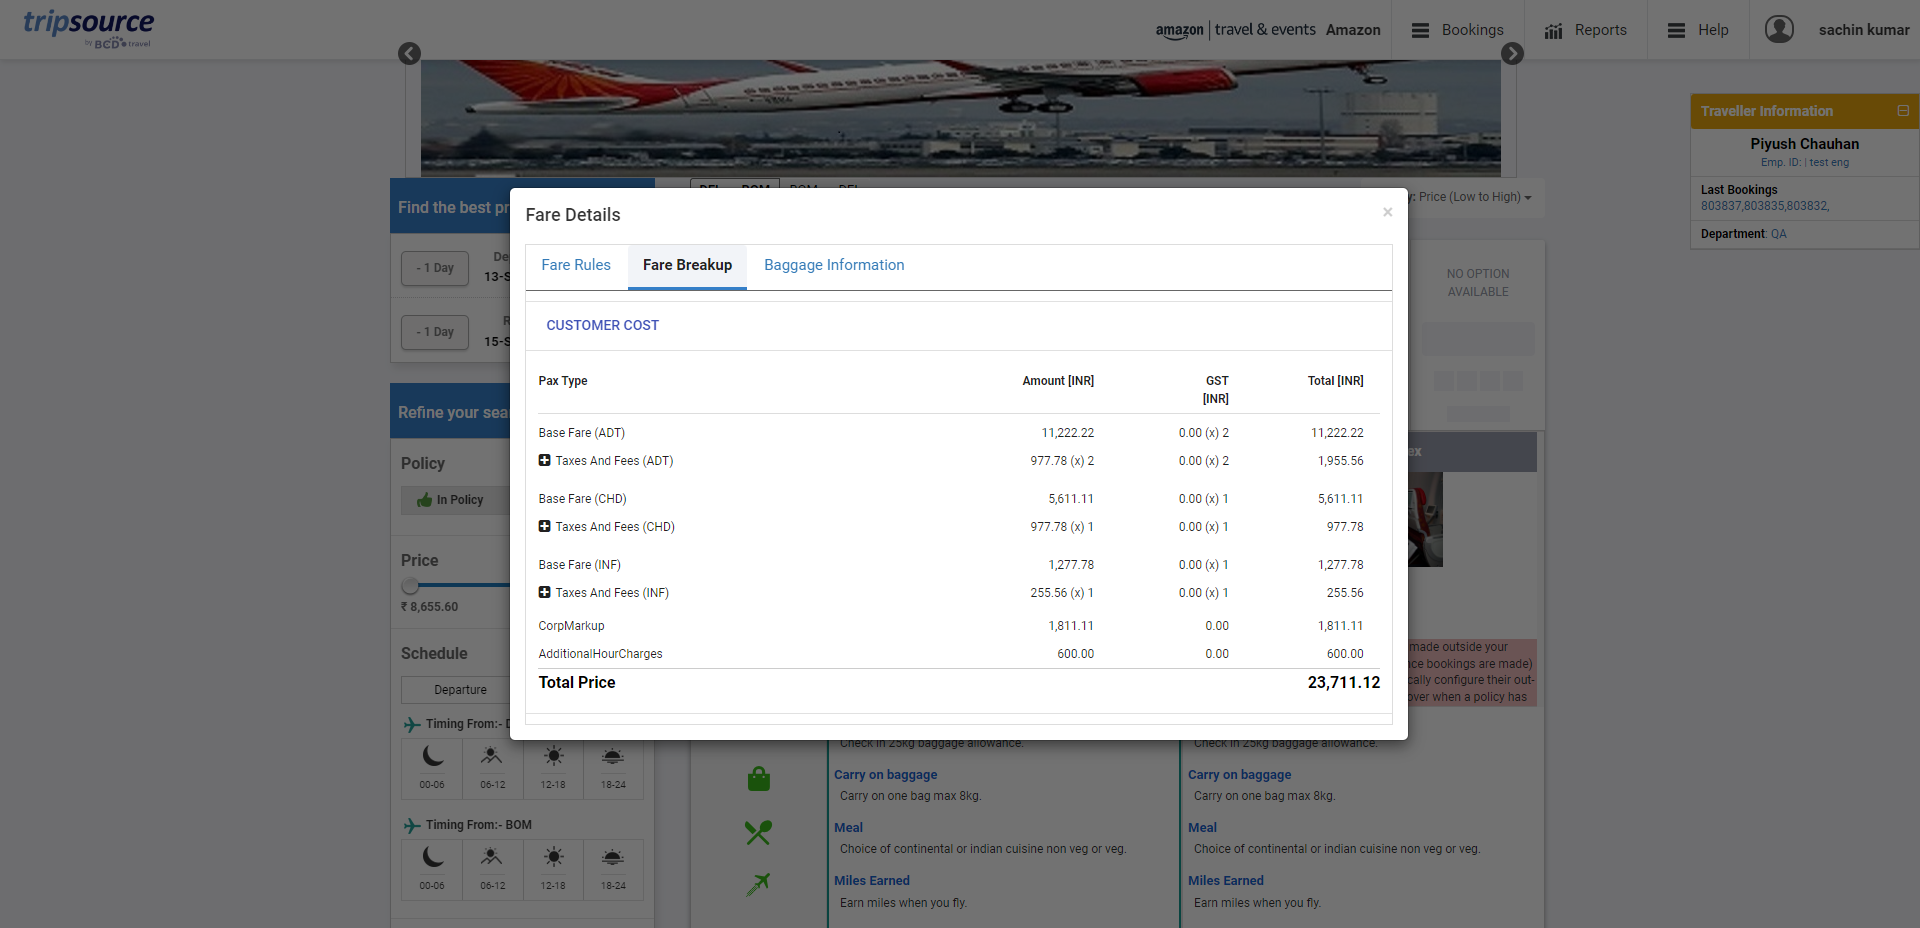 tripsource
by BCD travel
amazon | travel & events Amazon
Bookings
Reports
Help
sachin kumar
Traveller Information
Piyush Chauhan
Emp. ID: | test eng
Last Bookings
803837,803835,803832,
Department: QA
Find the best pr
- 1 Day
13-S
- 1 Day
15-S
Refine your sea
Policy
In Policy
Price
₹ 8,655.60
Schedule
Departure
Timing From:- D
00-06 06-12 12-18 18-24
Timing From:- BOM
00-06 06-12 12-18 18-24
y: Price (Low to High)
NO OPTION
AVAILABLE
ex
Fare Details
×
Fare Rules Fare Breakup Baggage Information
CUSTOMER COST
Pax Type Amount [INR] GST [INR] Total [INR]
Base Fare (ADT) 11,222.22 0.00 (x) 2 11,222.22
Taxes And Fees (ADT) 977.78 (x) 2 0.00 (x) 2 1,955.56
Base Fare (CHD) 5,611.11 0.00 (x) 1 5,611.11
Taxes And Fees (CHD) 977.78 (x) 1 0.00 (x) 1 977.78
Base Fare (INF) 1,277.78 0.00 (x) 1 1,277.78
Taxes And Fees (INF) 255.56 (x) 1 0.00 (x) 1 255.56
CorpMarkup 1,811.11 0.00 1,811.11
AdditionalHourCharges 600.00 0.00 600.00
Total Price 23,711.12
made outside your
nce bookings are made)
cally configure their out-
over when a policy has
Check in 25kg baggage allowance.
Carry on baggage
Carry on one bag max 8kg.
Meal
Choice of continental or indian cuisine non veg or veg.
Miles Earned
Earn miles when you fly.
Check in 25kg baggage allowance.
Carry on baggage
Carry on one bag max 8kg.
Meal
Choice of continental or indian cuisine non veg or veg.
Miles Earned
Earn miles when you fly.